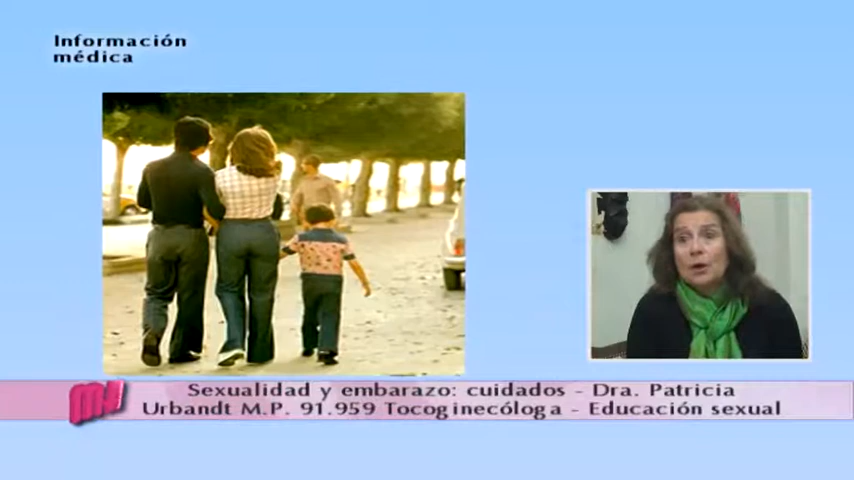 Información
médica
Sexualidad y embarazo: cuidados - Dra. Patricia
Urbandt M.P. 91.959 Tocoginecóloga - Educación sexual